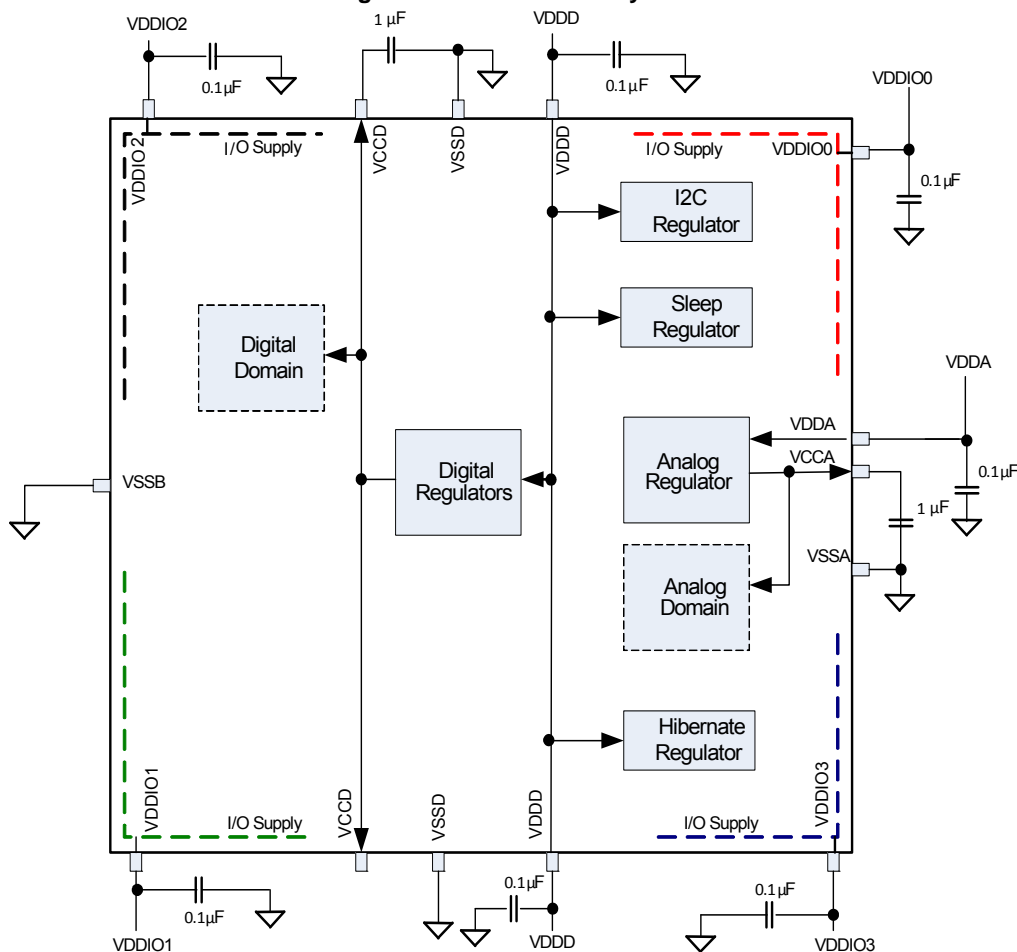 VDDIO2
1 µF
VDDD
0.1µF
0.1µF
VDDIO0
0.1µF
VDDIO2
I/O Supply
VCCD
VSSD
VDDD
I/O Supply
VDDIO0
I2C
Regulator
Sleep
Regulator
Digital
Domain
VDDA
VDDA
VCCA
Analog
Regulator
Digital
Regulators
0.1µF
1 µF
VSSB
VSSA
Analog
Domain
Hibernate
Regulator
VDDIO1
I/O Supply
VCCD
VSSD
VDDD
I/O Supply
VDDIO3
0.1µF
0.1µF
0.1µF
VDDIO1
VDDD
VDDIO3